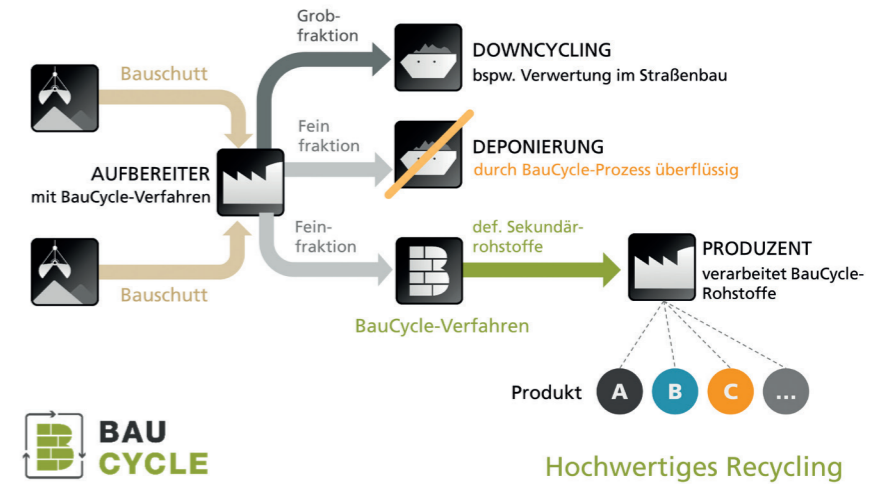 Grob-
fraktion
DOWNCYCLING
bspw. Verwertung im Straßenbau
Bauschutt
Fein
fraktion
DEPONIERUNG
durch BauCycle-Prozess überflüssig
AUFBEREITER
mit BauCycle-Verfahren
Fein-
fraktion
def. Sekundär-
rohstoffe
PRODUZENT
verarbeitet BauCycle-
Rohstoffe
Bauschutt
B
BauCycle-Verfahren
Produkt A B C ...
B
BAU
CYCLE
Hochwertiges Recycling